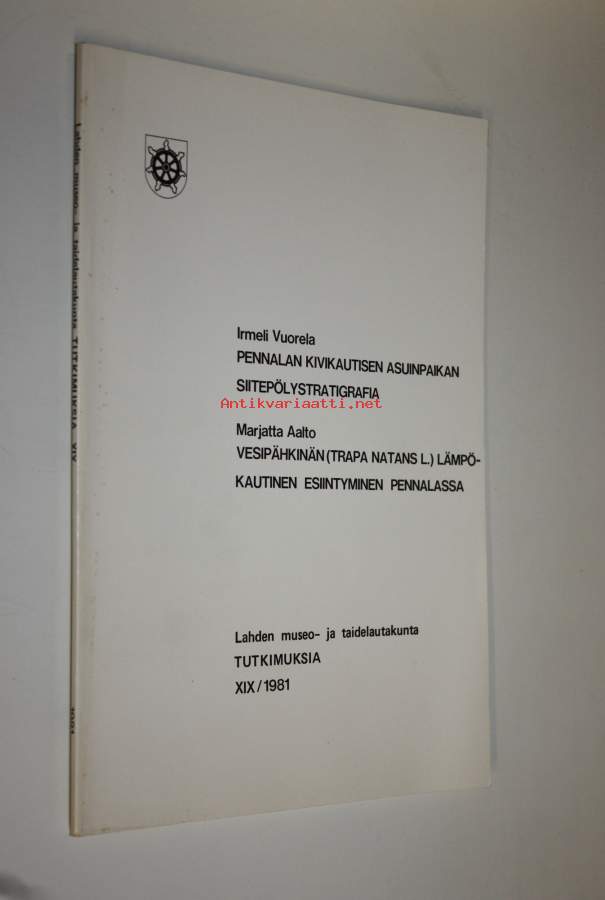 Irmeli Vuorela
PENNALAN KIVIKAUTISEN ASUINPAIKAN
SIITEPÖLYSTRATIGRAFIA
Antikvariaatti.net
Marjatta Aalto
VESIPÄHKINÄN (TRAPA NATANS L.) LÄMPÖ-
KAUTINEN ESIINTYMINEN PENNALASSA
Lahden museo- ja taidelautakunta
TUTKIMUKSIA
XIX/1981
Lahden museo- ja taidelautakunta TUTKIMUKSIA XIX 1981